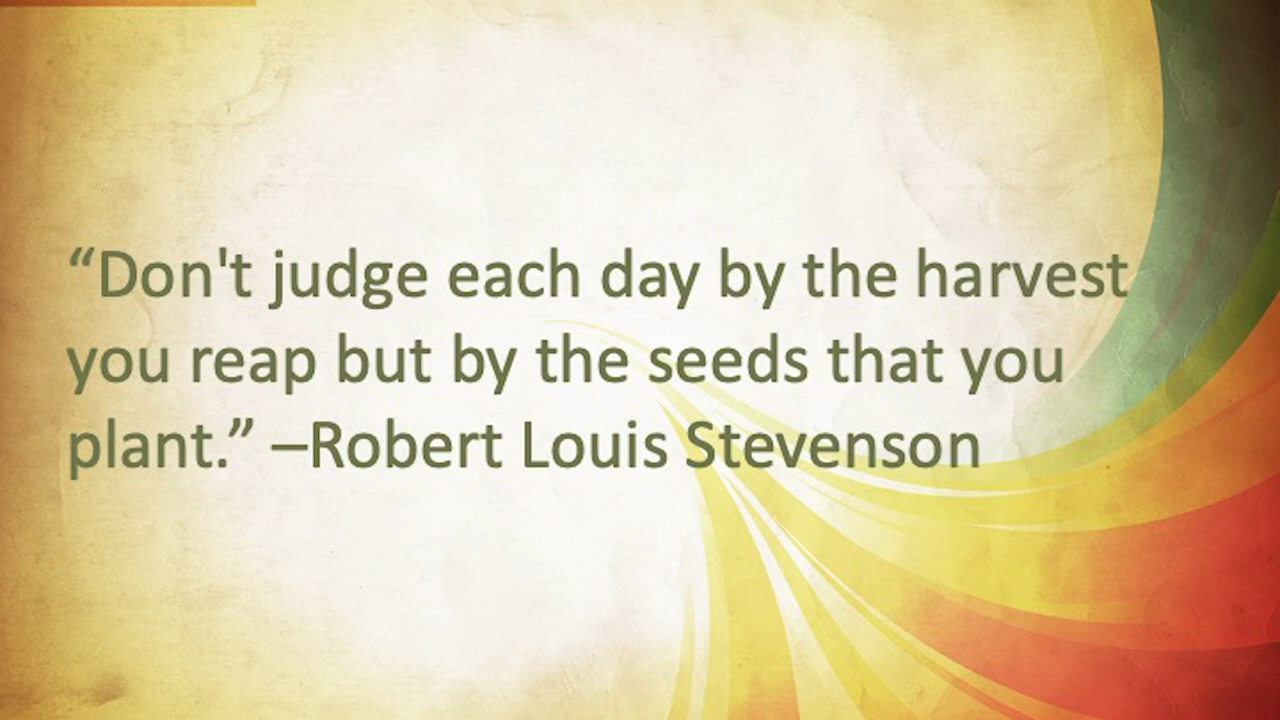 “Don't judge each day by the harvest
you reap but by the seeds that you
plant.” –Robert Louis Stevenson